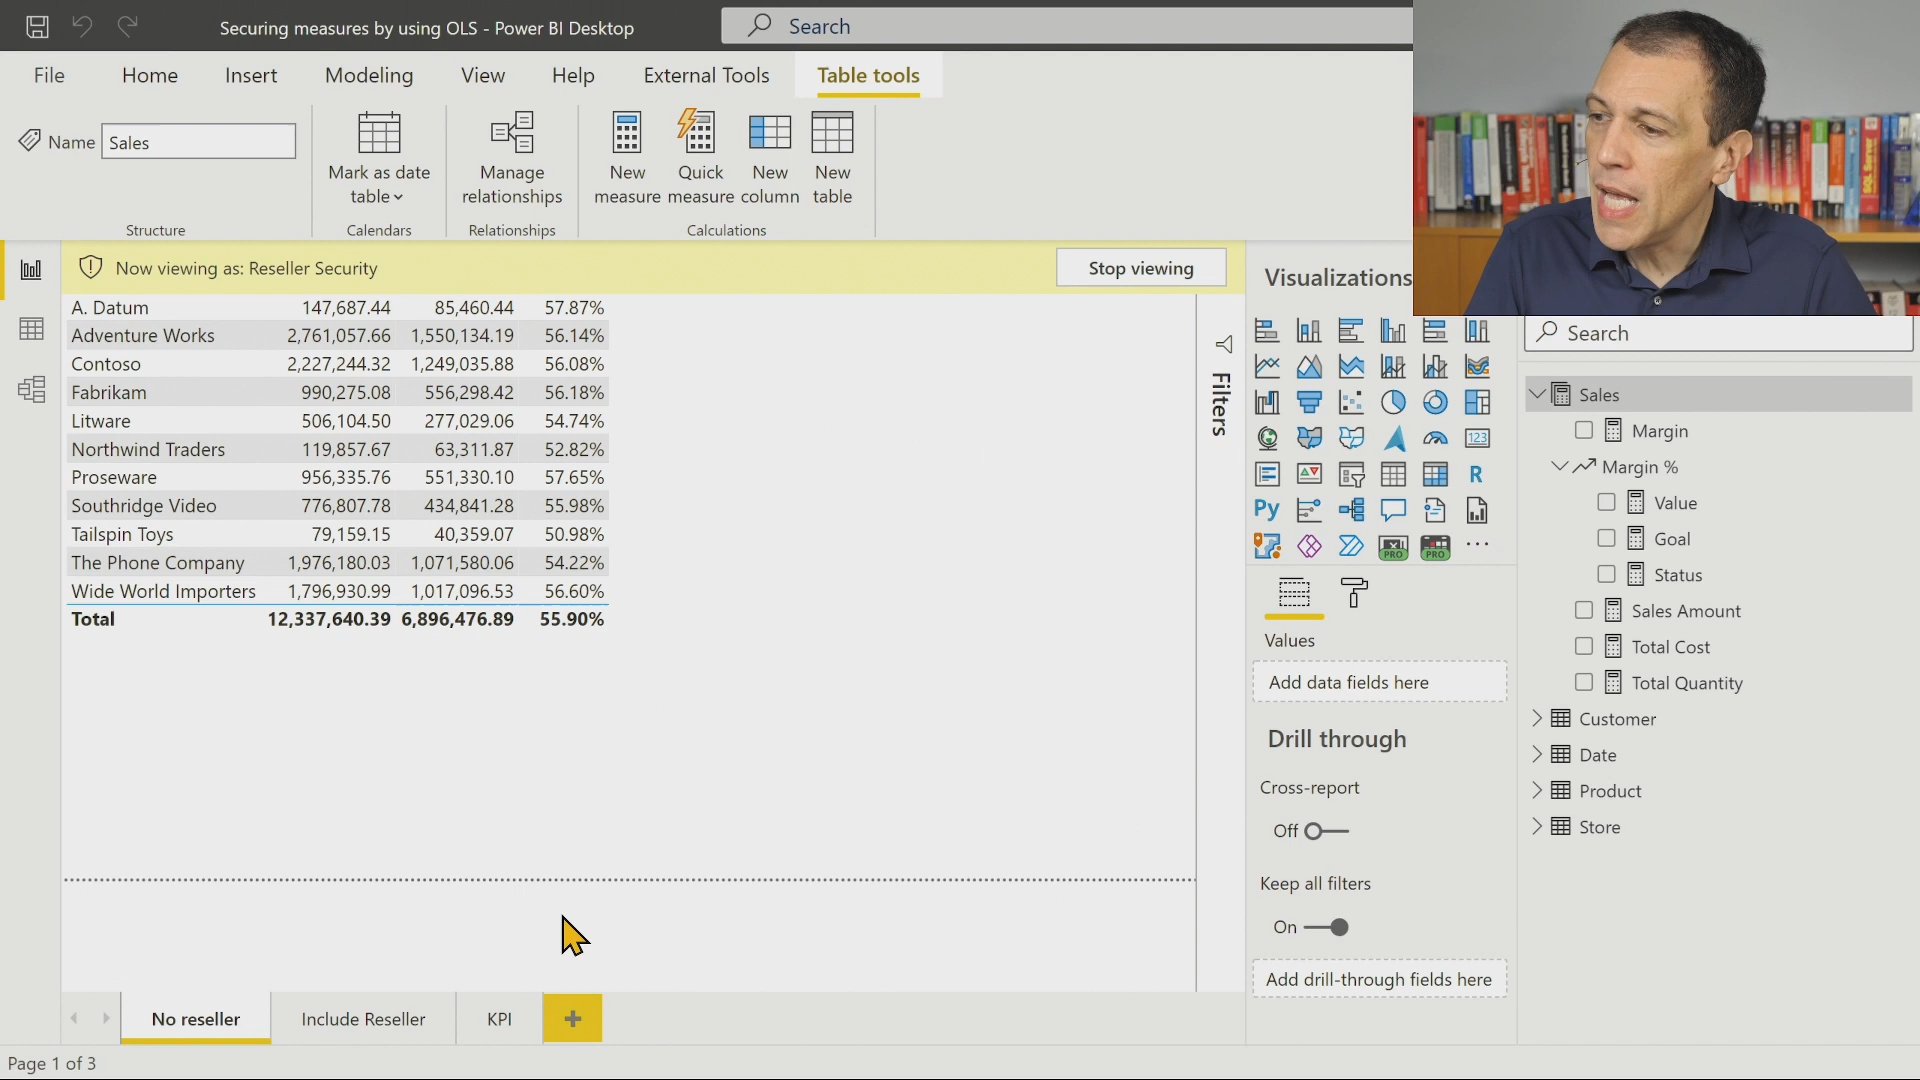 Securing measures by using OLS - Power BI Desktop
Search
File Home Insert Modeling View Help External Tools Table tools
Name Sales
Mark as date table
Manage relationships
New measure
Quick measure
New column
New table
Structure Calendars Relationships Calculations
Now viewing as: Reseller Security
Stop viewing
A. Datum 147,687.44 85,460.44 57.87%
Adventure Works 2,761,057.66 1,550,134.19 56.14%
Contoso 2,227,244.32 1,249,035.88 56.08%
Fabrikam 990,275.08 556,298.42 56.18%
Litware 506,104.50 277,029.06 54.74%
Northwind Traders 119,857.67 63,311.87 52.82%
Proseware 956,335.76 551,330.10 57.65%
Southridge Video 776,807.78 434,841.28 55.98%
Tailspin Toys 79,159.15 40,359.07 50.98%
The Phone Company 1,976,180.03 1,071,580.06 54.22%
Wide World Importers 1,796,930.99 1,017,096.53 56.60%
Total 12,337,640.39 6,896,476.89 55.90%
Filters
Visualizations
123
R
Py
PRO PRO
Values
Add data fields here
Drill through
Cross-report
Off
Keep all filters
On
Add drill-through fields here
Search
Sales
Margin
Margin %
Value
Goal
Status
Sales Amount
Total Cost
Total Quantity
Customer
Date
Product
Store
No reseller Include Reseller KPI +
Page 1 of 3